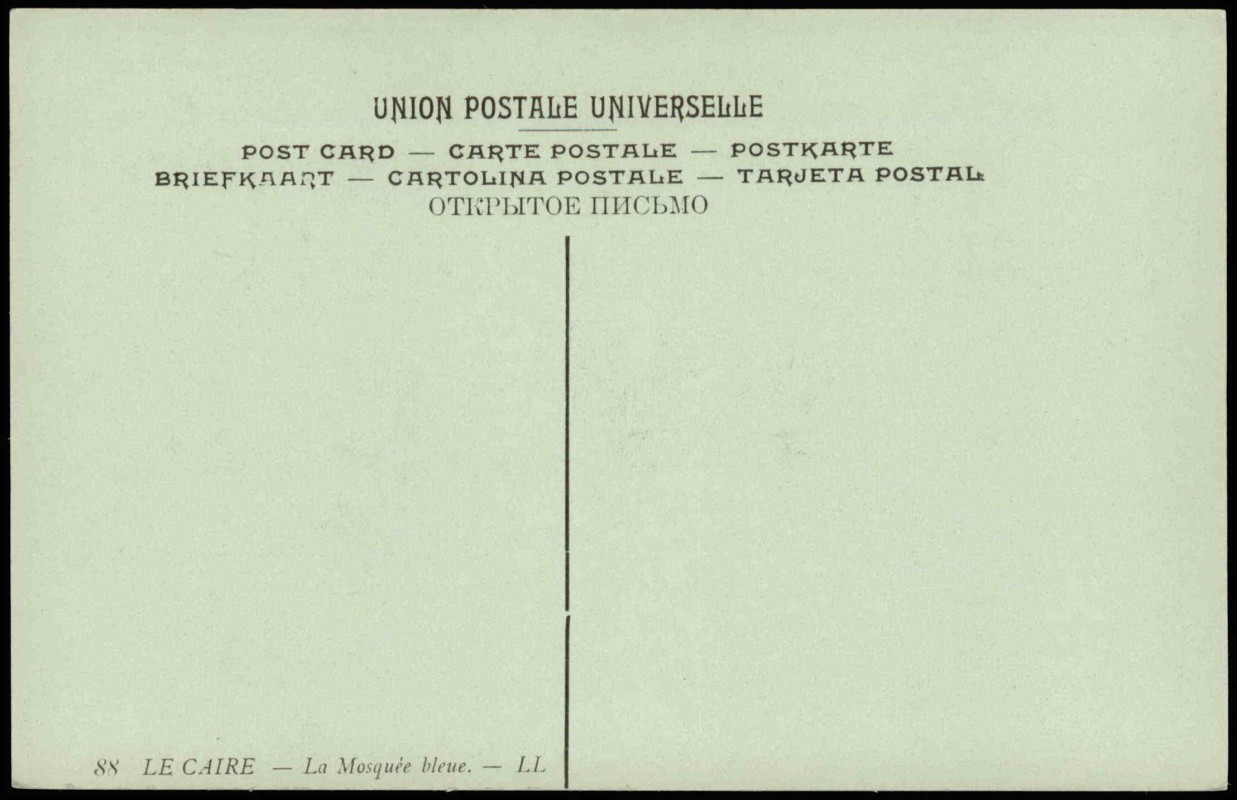 UNION POSTALE UNIVERSELLE
POST CARD — CARTE POSTALE — POSTKARTE
BRIEFKAART — CARTOLINA POSTALE — TARJETA POSTAL
ОТКРЫТОЕ ПИСЬМО
88 LE CAIRE — La Mosquée bleue. — LL